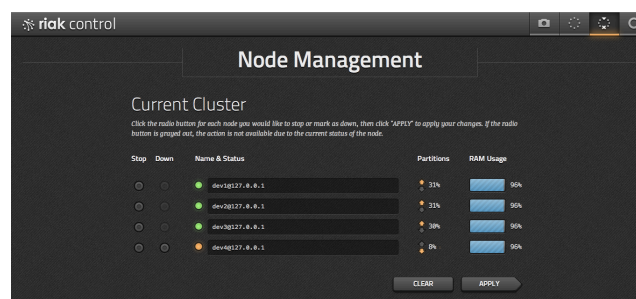 riak control
Node Management
Current Cluster
Click the radio button for each node you would like to stop or mark as down, then click "APPLY" to apply your changes. If the radio
button is grayed out, the action is not available due to the current status of the node.
Stop Down Name & Status Partitions RAM Usage
dev1@127.0.0.1 31% 96%
dev2@127.0.0.1 31% 96%
dev3@127.0.0.1 30% 96%
dev4@127.0.0.1 8% 96%
CLEAR APPLY